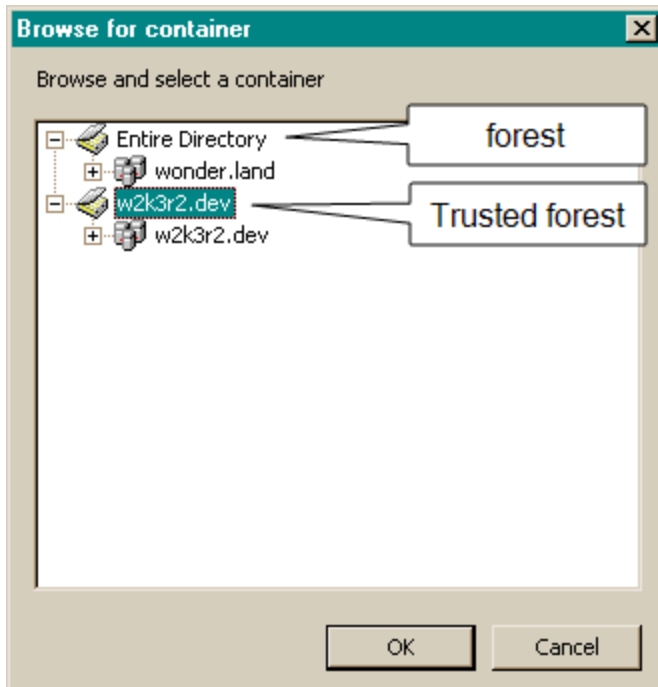 Browse for container
Browse and select a container
Entire Directory
forest
wonder.land
w2k3r2.dev
Trusted forest
w2k3r2.dev
OK
Cancel